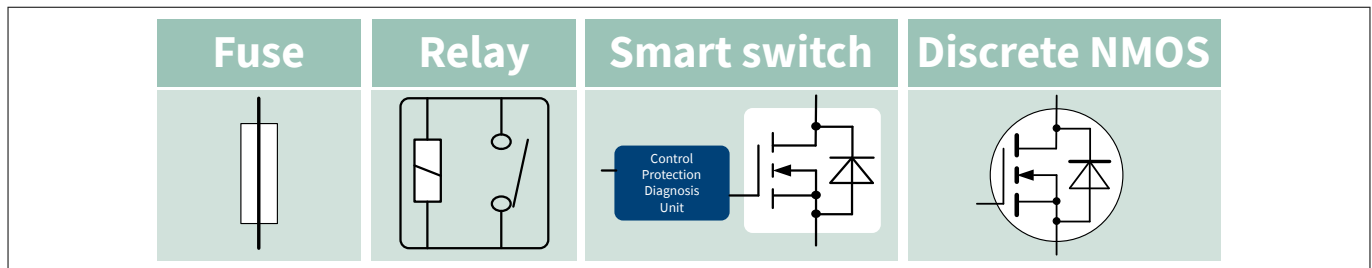 Fuse
Relay
Smart switch
Discrete NMOS
Control
Protection
Diagnosis
Unit